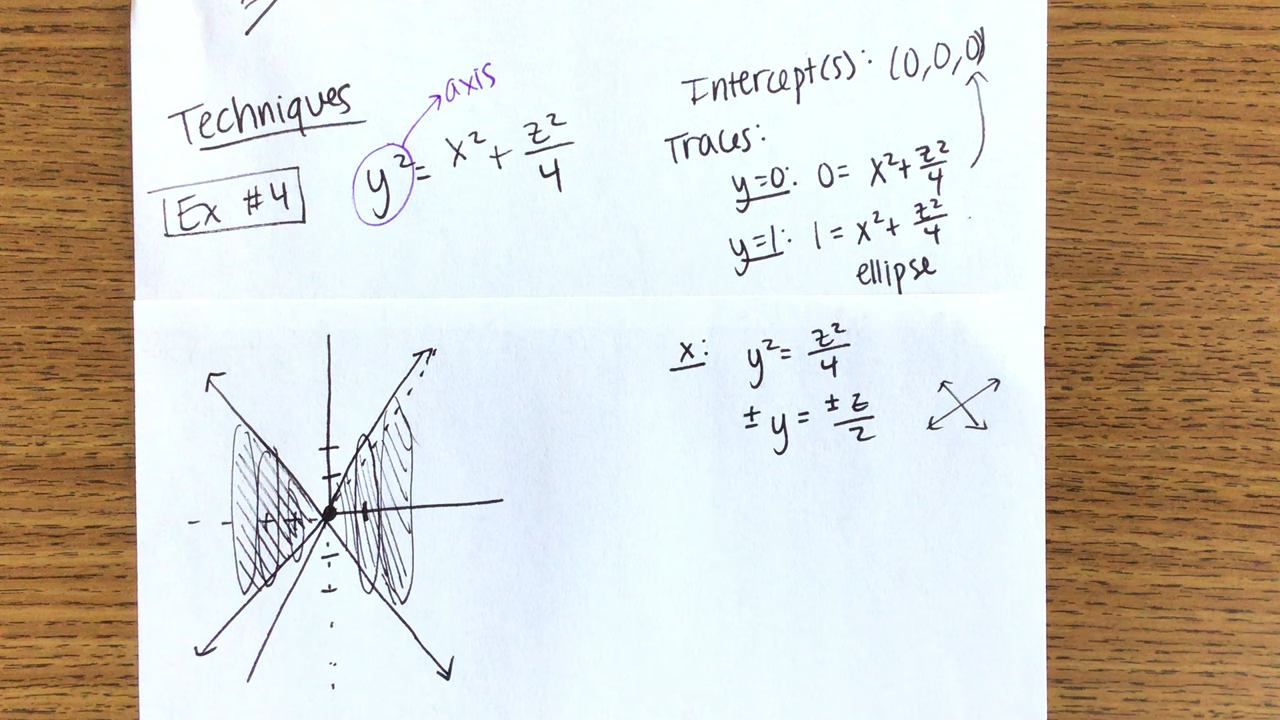 Techniques
axis
Ex #4
y² = x² + z²/4
Intercept(s): (0,0,0)
Traces:
y=0: 0 = x² + z²/4
y=1: 1 = x² + z²/4
ellipse
x: y² = z²/4
± y = ± z/2